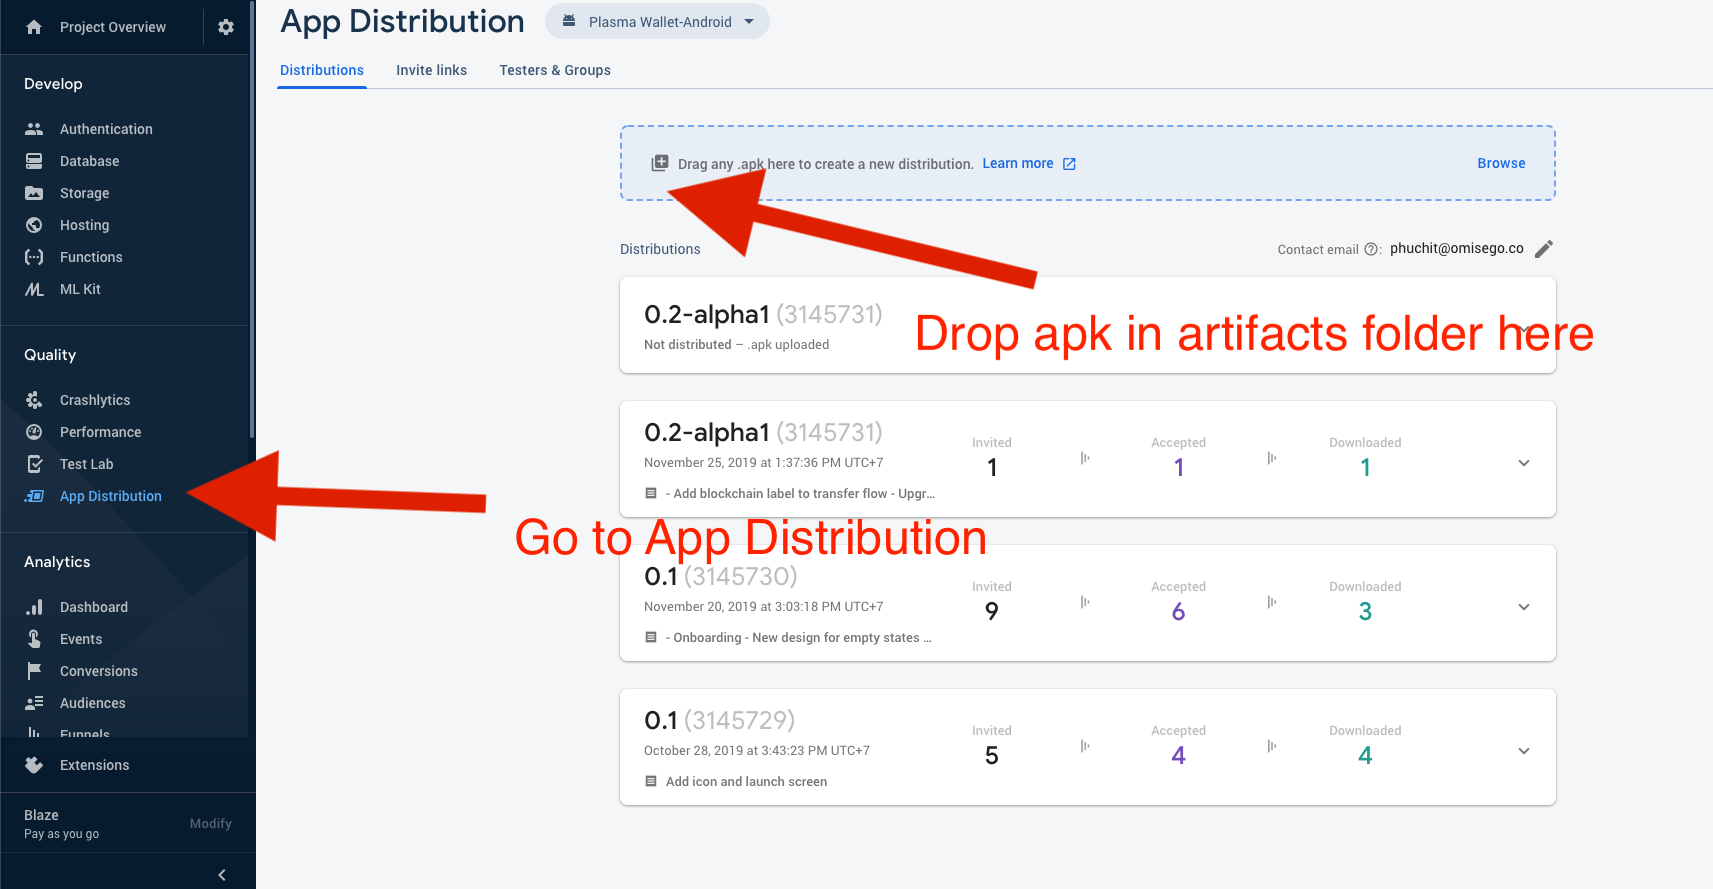 Project Overview
Develop
Authentication
Database
Storage
Hosting
Functions
ML Kit
Quality
Crashlytics
Performance
Test Lab
App Distribution
Analytics
Dashboard
Events
Conversions
Audiences
Funnels
Extensions
Blaze
Pay as you go
Modify
App Distribution
Plasma Wallet-Android
Distributions
Invite links
Testers & Groups
Drag any .apk here to create a new distribution. Learn more
Browse
Distributions
Contact email ?: phuchit@omisego.co
0.2-alpha1 (3145731)
Not distributed – .apk uploaded
Drop apk in artifacts folder here
0.2-alpha1 (3145731)
November 25, 2019 at 1:37:36 PM UTC+7
- Add blockchain label to transfer flow - Upgr...
Invited
1
Accepted
1
Downloaded
1
Go to App Distribution
0.1 (3145730)
November 20, 2019 at 3:03:18 PM UTC+7
- Onboarding - New design for empty states ...
Invited
9
Accepted
6
Downloaded
3
0.1 (3145729)
October 28, 2019 at 3:43:23 PM UTC+7
Add icon and launch screen
Invited
5
Accepted
4
Downloaded
4